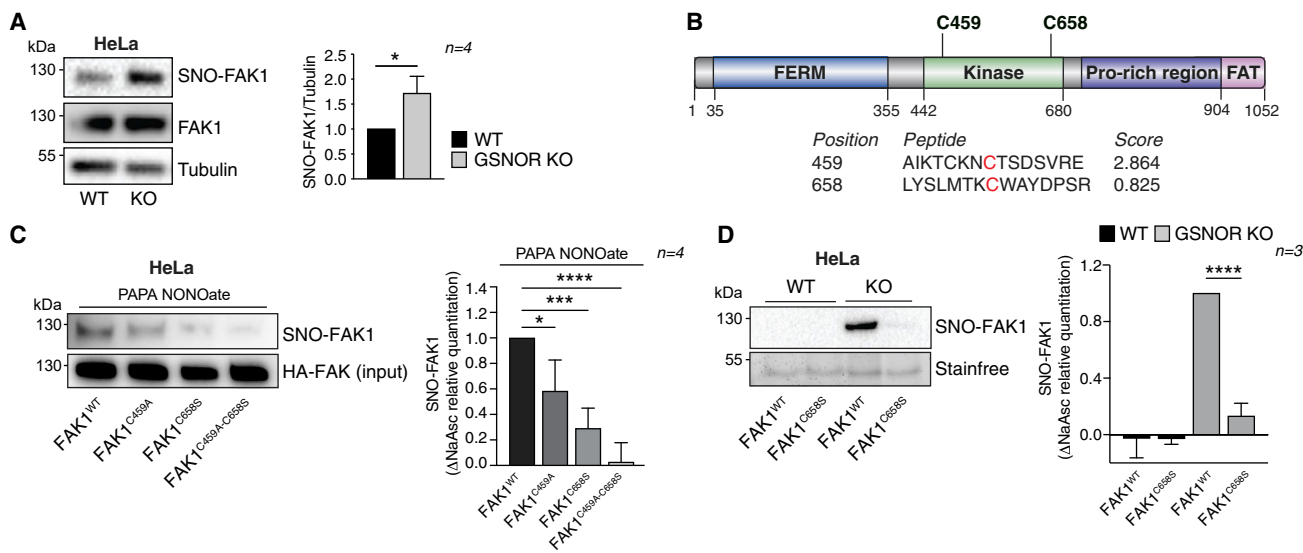 A
HeLa
kDa
130
SNO-FAK1
130
FAK1
55
Tubulin
WT KO
n=4
SNO-FAK1/Tubulin
2.5
2.0
1.5
1.0
0.5
0.0
*
WT
GSNOR KO
B
C459 C658
FERM Kinase Pro-rich region FAT
1 35 355 442 680 904 1052
Position Peptide Score
459 AIKTCKNCTSDSVRE 2.864
658 LYSLMTKCWAYDPSR 0.825
C
HeLa
PAPA NONOate
kDa
130
SNO-FAK1
130
HA-FAK (input)
FAK1WT
FAK1C459A
FAK1C658S
FAK1C459A-C658S
n=4
PAPA NONOate
SNO-FAK1
(ΔNaAsc relative quantitation)
1.4
1.2
1.0
0.8
0.6
0.4
0.2
0.0
****
***
*
FAK1WT
FAK1C459A
FAK1C658S
FAK1C459A-C658S
D
HeLa
WT KO
kDa
130
SNO-FAK1
55
Stainfree
FAK1WT
FAK1C658S
FAK1WT
FAK1C658S
WT GSNOR KO
n=3
SNO-FAK1
(ΔNaAsc relative quantitation)
1.2
0.8
0.4
0.0
****
FAK1WT
FAK1C658S
FAK1WT
FAK1C658S